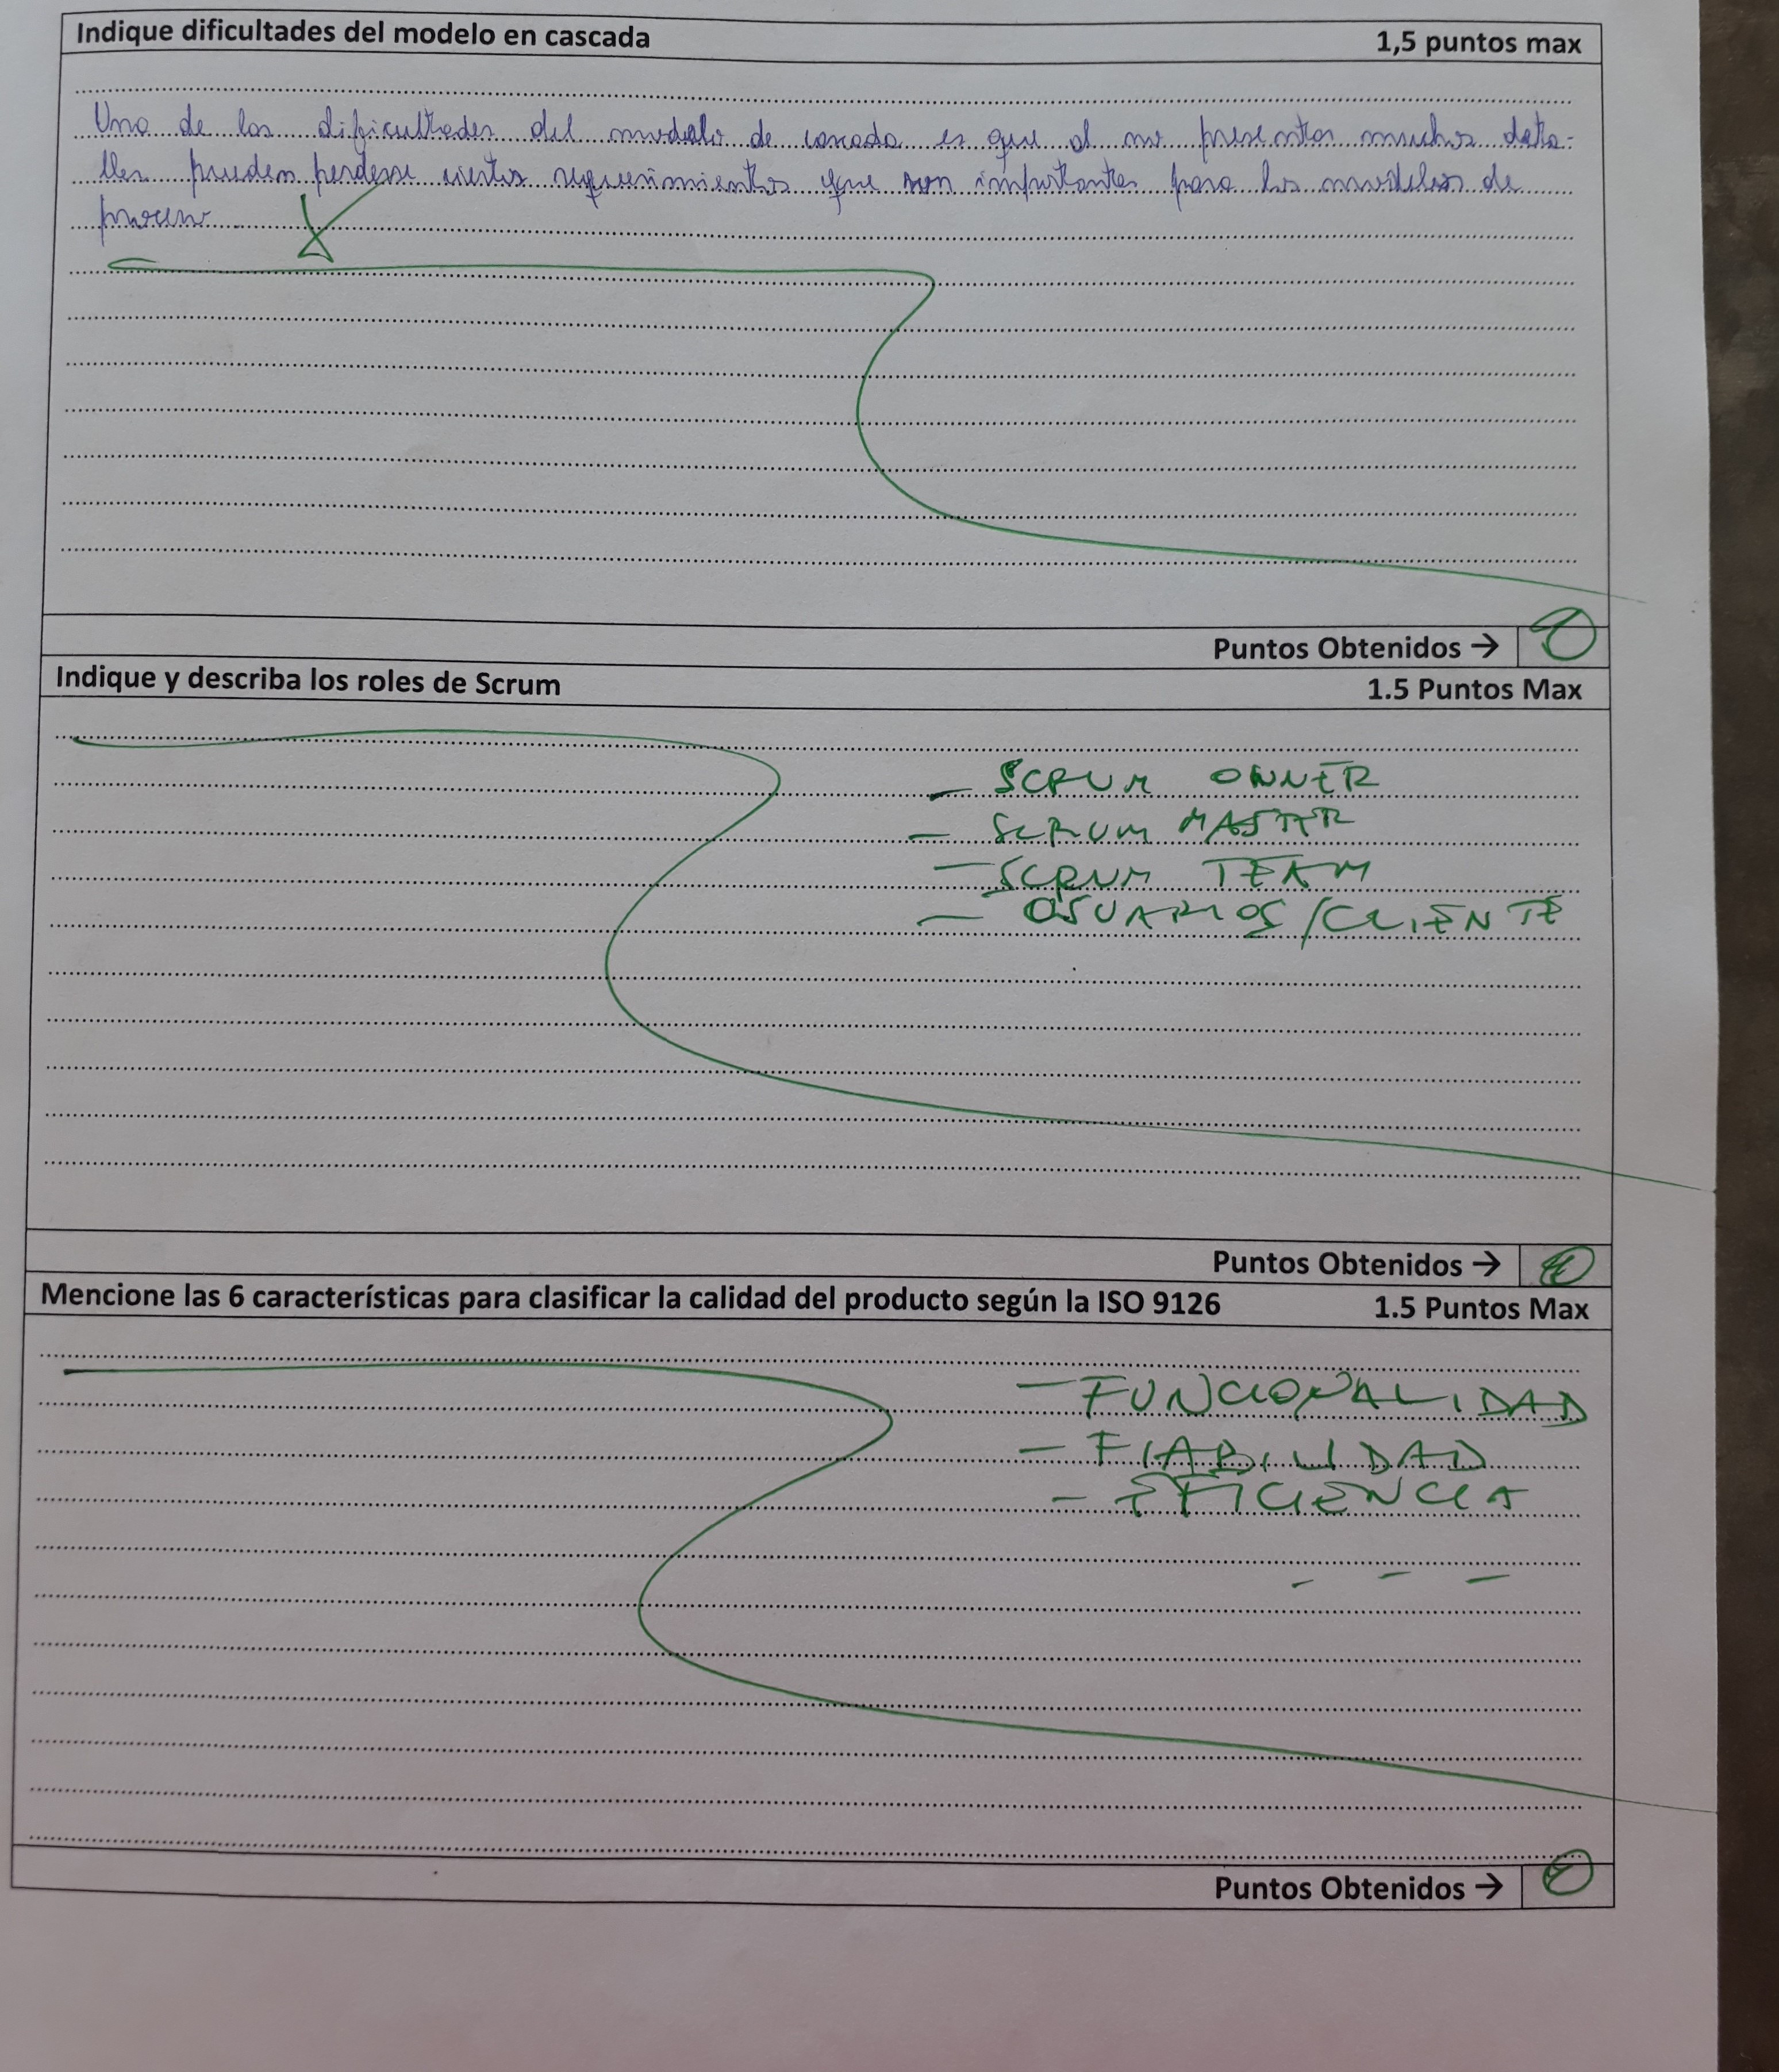 Indique dificultades del modelo en cascada 1,5 puntos max
Una de las dificultades del modelo de cascada es que al no presentar muchos deta-
lles pueden perderse ciertos requerimientos que son importantes para los modelos de
proceso.
Puntos Obtenidos → 0
Indique y describa los roles de Scrum 1.5 Puntos Max
- SCRUM OWNER
- SCRUM MASTER
- SCRUM TEAM
- USUARIOS/CLIENTE
Puntos Obtenidos → 0
Mencione las 6 características para clasificar la calidad del producto según la ISO 9126 1.5 Puntos Max
- FUNCIONALIDAD
- FIABILIDAD
- EFICIENCIA
- - -
Puntos Obtenidos → 0